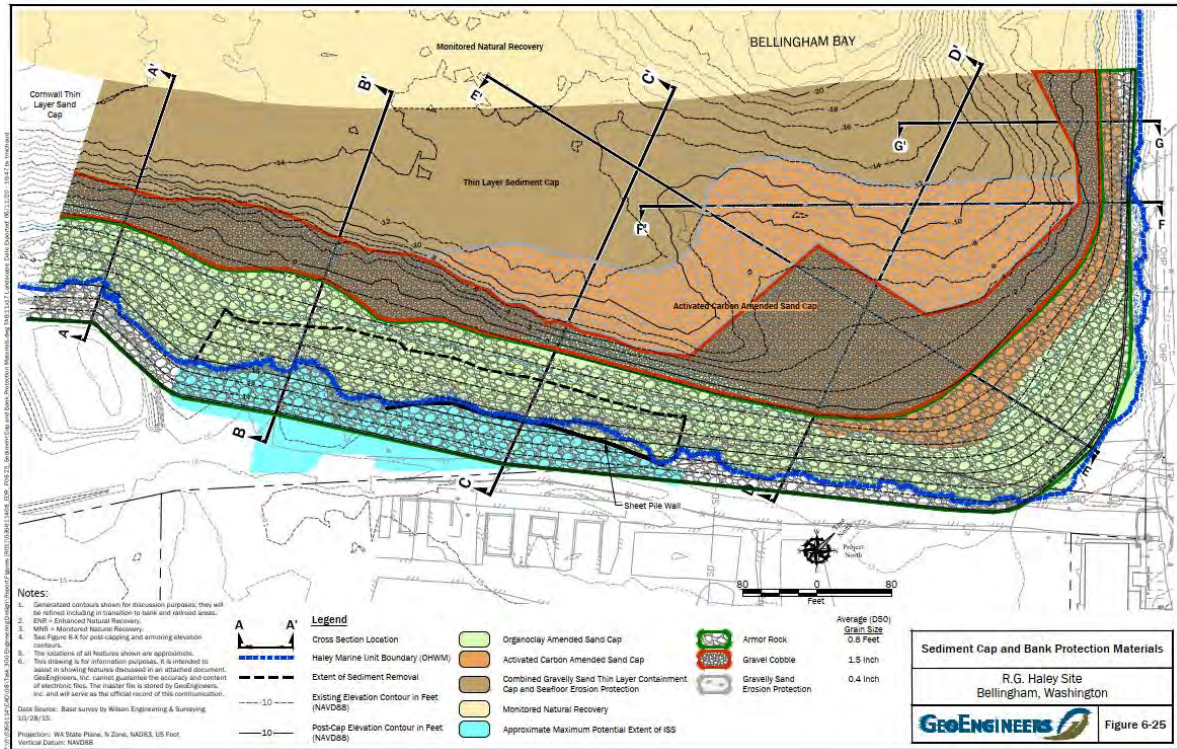 Monitored Natural Recovery
BELLINGHAM BAY
Cornwall Thin
Layer Sand
Cap
A'
B'
E'
C'
D'
G'
G
Thin Layer Sediment Cap
F'
F
Activated Carbon Amended Sand Cap
A
B
C
D
E
Sheet Pile Wall
Project
North
80 0 80
Feet
Notes:
1. Generalized contours shown for discussion purposes; they will
be refined including in transition to bank and railroad areas.
2. ENR = Enhanced Natural Recovery.
3. MNR = Monitored Natural Recovery.
4. See Figure 6-X for post-capping and armoring elevation
contours.
5. The locations of all features shown are approximate.
6. This drawing is for information purposes. It is intended to
assist in showing features discussed in an attached document.
GeoEngineers, Inc. cannot guarantee the accuracy and content
of electronic files. The master file is stored by GeoEngineers,
Inc. and will serve as the official record of this communication.
Data Source: Base survey by Wilson Engineering & Surveying
10/28/15.
Projection: WA State Plane, N Zone, NAD83, US Foot
Vertical Datum: NAVD88
Legend
A A' Cross Section Location
Haley Marine Unit Boundary (OHWM)
Extent of Sediment Removal
-10 Existing Elevation Contour in Feet
(NAVD88)
10 Post-Cap Elevation Contour in Feet
(NAVD88)
Organoclay Amended Sand Cap
Activated Carbon Amended Sand Cap
Combined Gravelly Sand Thin Layer Containment
Cap and Seafloor Erosion Protection
Monitored Natural Recovery
Approximate Maximum Potential Extent of ISS
Average (D50)
Grain Size
Armor Rock 0.8 Feet
Gravel Cobble 1.5 Inch
Gravelly Sand 0.4 Inch
Erosion Protection
Sediment Cap and Bank Protection Materials
R.G. Haley Site
Bellingham, Washington
GEOENGINEERS
Figure 6-25